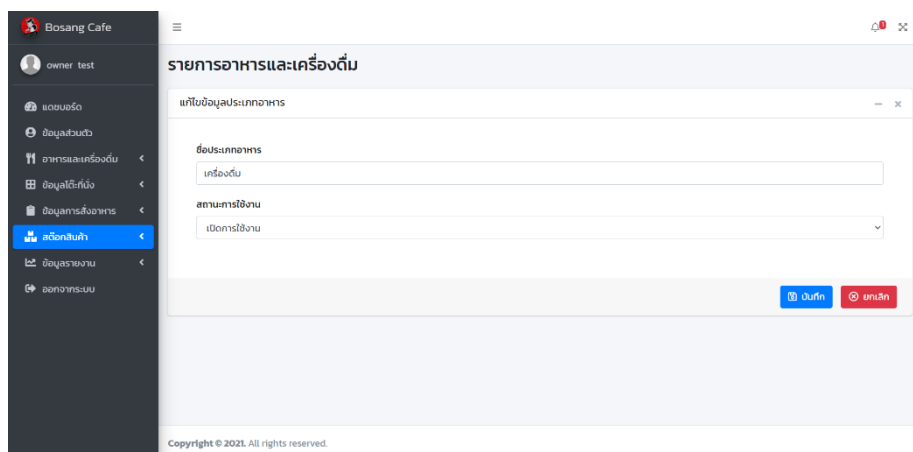 Bosang Cafe
1
owner test
รายการอาหารและเครื่องดื่ม
แดชบอร์ด
ข้อมูลส่วนตัว
อาหารและเครื่องดื่ม
ข้อมูลโต๊ะที่นั่ง
ข้อมูลการสั่งอาหาร
สต๊อกสินค้า
ข้อมูลรายงาน
ออกจากระบบ
แก้ไขข้อมูลประเภทอาหาร
ชื่อประเภทอาหาร
เครื่องดื่ม
สถานะการใช้งาน
เปิดการใช้งาน
บันทึก
ยกเลิก
Copyright © 2021. All rights reserved.